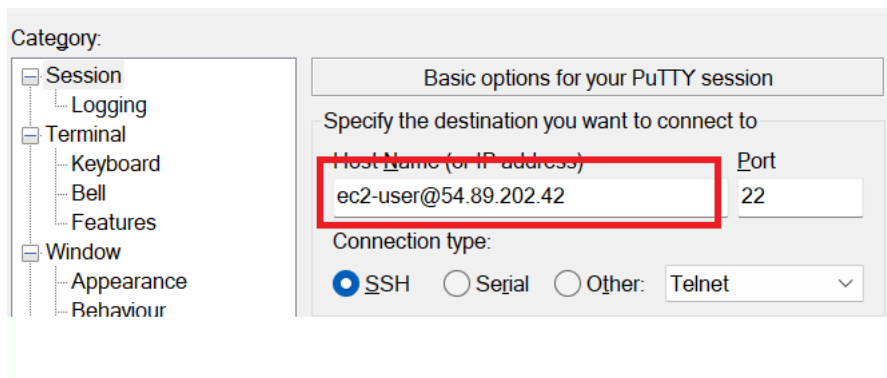 Category:
Session
Logging
Terminal
Keyboard
Bell
Features
Window
Appearance
Behaviour
Basic options for your PuTTY session
Specify the destination you want to connect to
Host Name (or IP address)
Port
ec2-user@54.89.202.42
22
Connection type:
SSH
Serial
Other:
Telnet